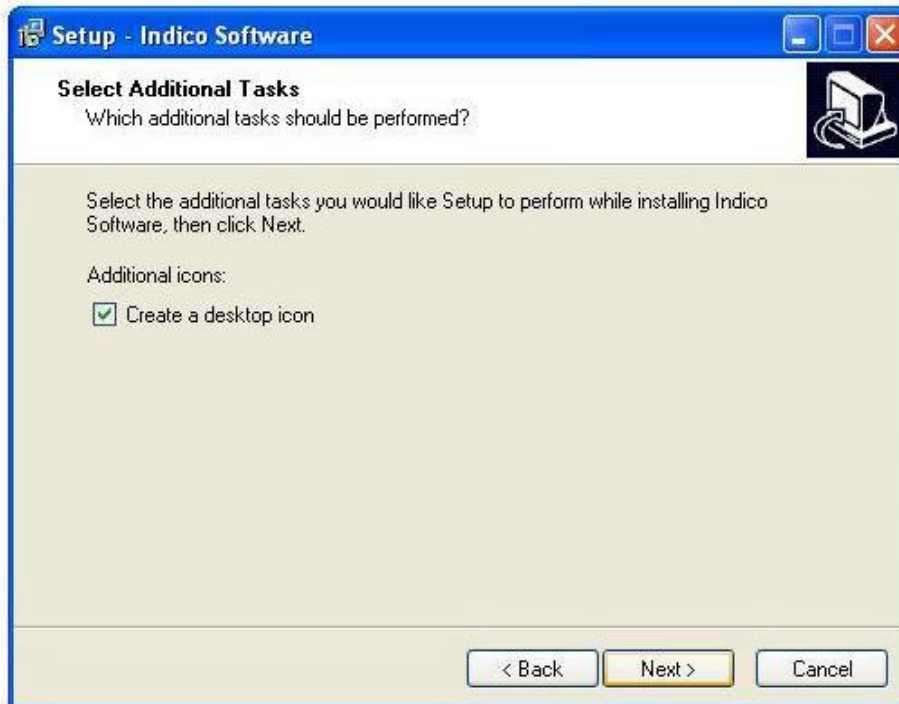 Setup - Indico Software
Select Additional Tasks
Which additional tasks should be performed?
Select the additional tasks you would like Setup to perform while installing Indico
Software, then click Next.
Additional icons:
Create a desktop icon
< Back Next > Cancel